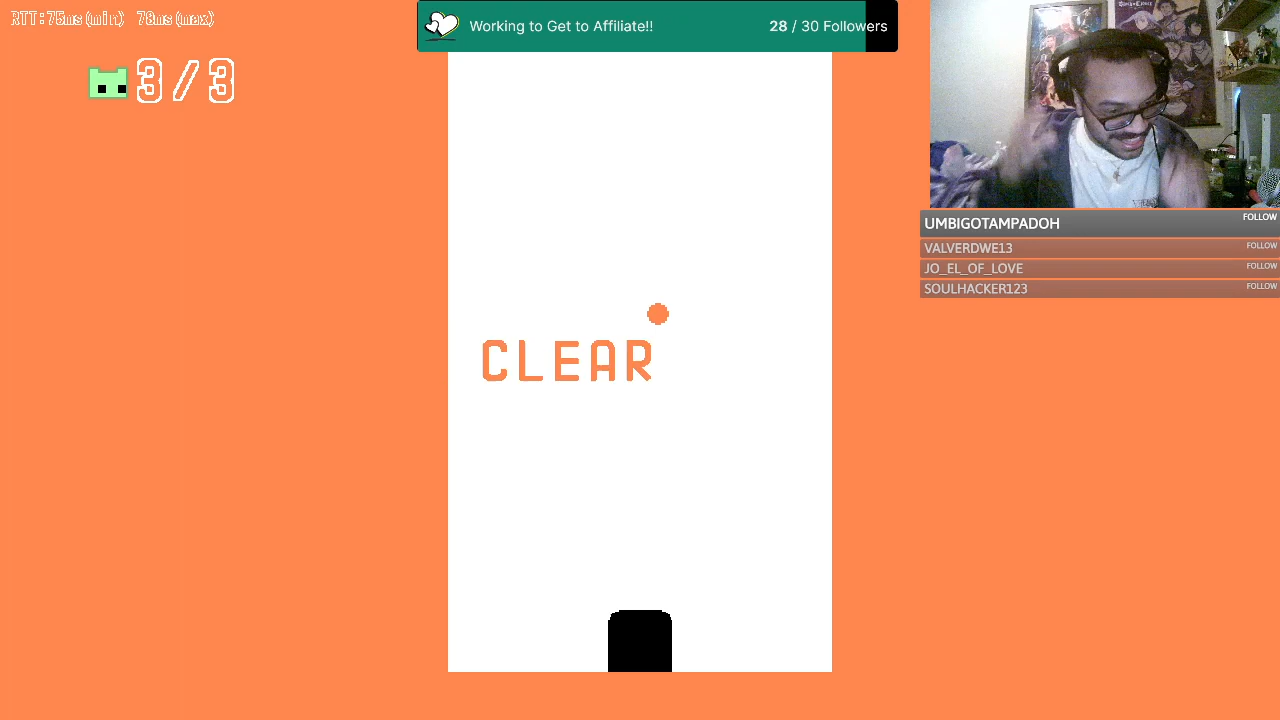 RTT:75ms(min) 78ms(max)
3/3
Working to Get to Affiliate!! 28 / 30 Followers
CLEAR
UMBIGOTAMPADOH FOLLOW
VALVERDWE13 FOLLOW
JO_EL_OF_LOVE FOLLOW
SOULHACKER123 FOLLOW